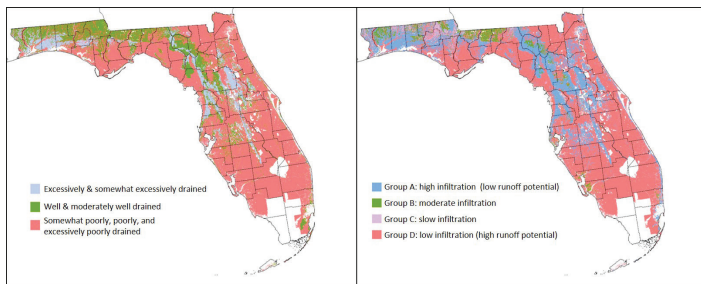 Excessively & somewhat excessively drained
Well & moderately well drained
Somewhat poorly, poorly, and
excessively poorly drained
Group A: high infiltration (low runoff potential)
Group B: moderate infiltration
Group C: slow infiltration
Group D: low infiltration (high runoff potential)